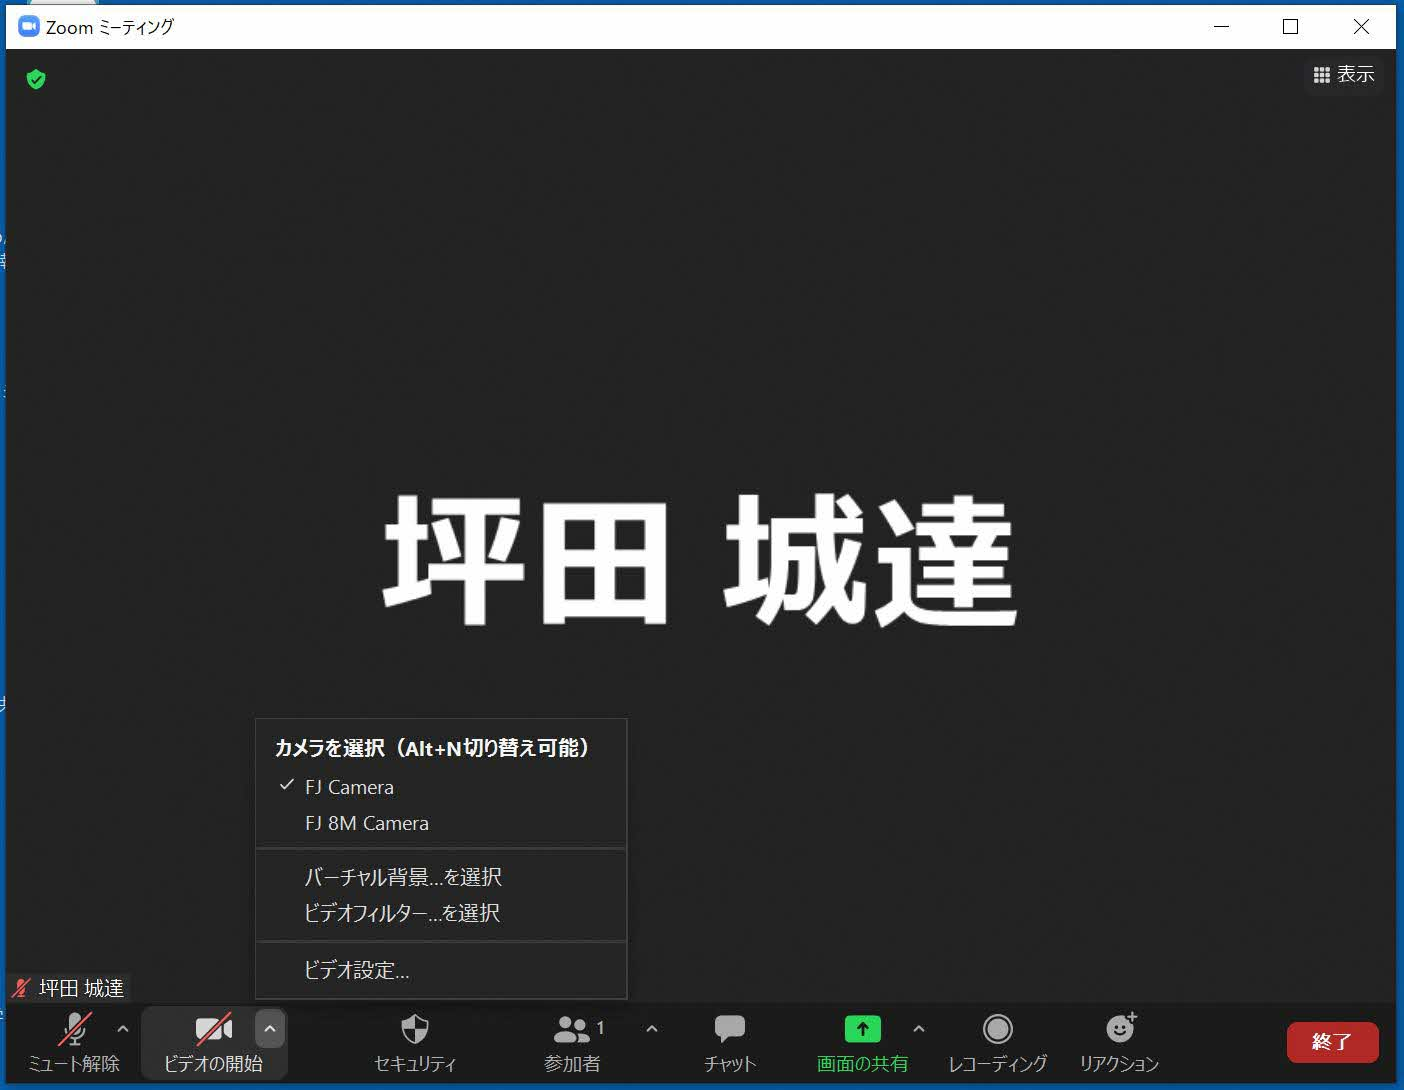 Zoom ミーティング
表示
坪田 城達
カメラを選択（Alt+N切り替え可能）
FJ Camera
FJ 8M Camera
バーチャル背景...を選択
ビデオフィルター...を選択
ビデオ設定...
坪田 城達
ミュート解除
ビデオの開始
セキュリティ
1
参加者
チャット
画面の共有
レコーディング
リアクション
終了